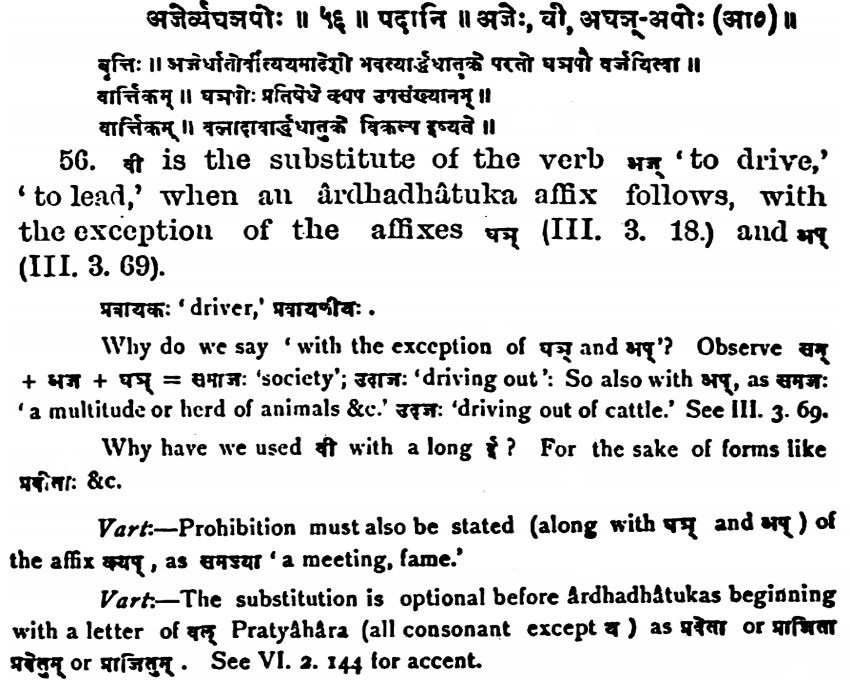 अजेर्व्यघञपोः ॥ ५६ ॥ पदानि ॥ अजेः, वी, अघञ्-अपोः (आ०) ॥
वृत्तिः ॥ अजेर्धातोर्वीत्ययमादेशो भवत्यार्द्धधातुके परतो घञपौ वर्जयित्वा ॥
वार्त्तिकम् ॥ घञपोः प्रतिषेधे क्यप उपसंख्यानम् ॥
वार्त्तिकम् ॥ वलादावार्द्धधातुके विकल्प इष्यते ॥
56. वी is the substitute of the verb अज् ‘to drive,’
‘to lead,’ when an ârdhadhâtuka affix follows, with
the exception of the affixes घञ् (III. 3. 18.) and अप्
(III. 3. 69).
प्रवायकः ‘driver,’ प्रवायणीयः .
Why do we say ‘with the exception of घञ् and अप्’? Observe सम्
+ अज + घञ् = समाजः ‘society’; उदाजः ‘driving out’: So also with अप्, as समजः
‘a multitude or herd of animals &c.’ उदजः ‘driving out of cattle.’ See III. 3. 69.
Why have we used वी with a long ई ? For the sake of forms like
प्रवीताः &c.
Vart:—Prohibition must also be stated (along with घञ् and अप् ) of
the affix क्यप् , as समज्या ‘a meeting, fame.’
Vart:—The substitution is optional before ârdhadhâtukas beginning
with a letter of वल् Pratyâhâra (all consonant except य ) as प्रवेता or प्राजिता
प्रवेतुम् or प्राजितुम् . See VI. 2. 144 for accent.